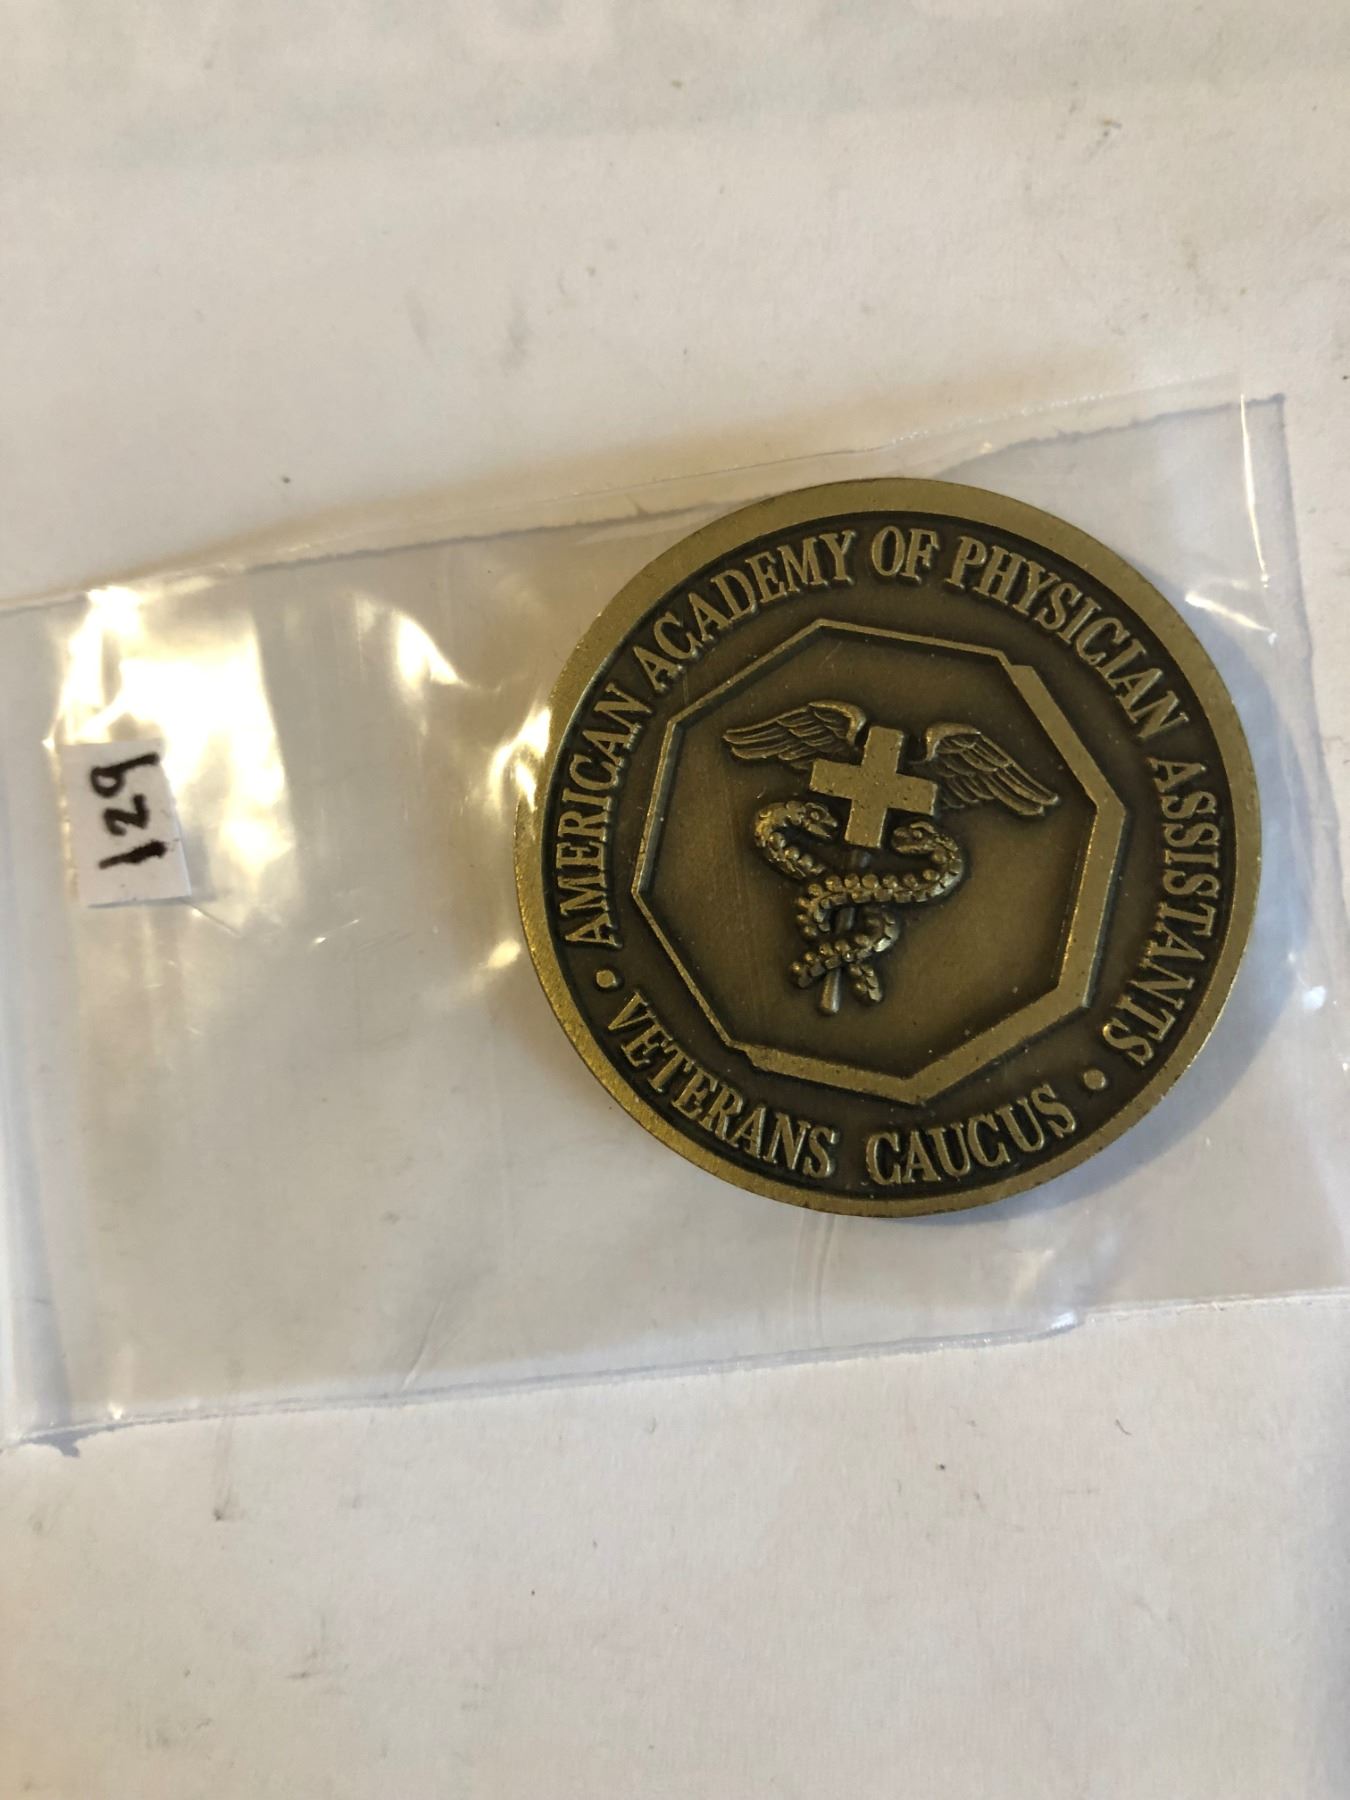 129
AMERICAN ACADEMY OF PHYSICIAN ASSISTANTS
• VETERANS CAUCUS •